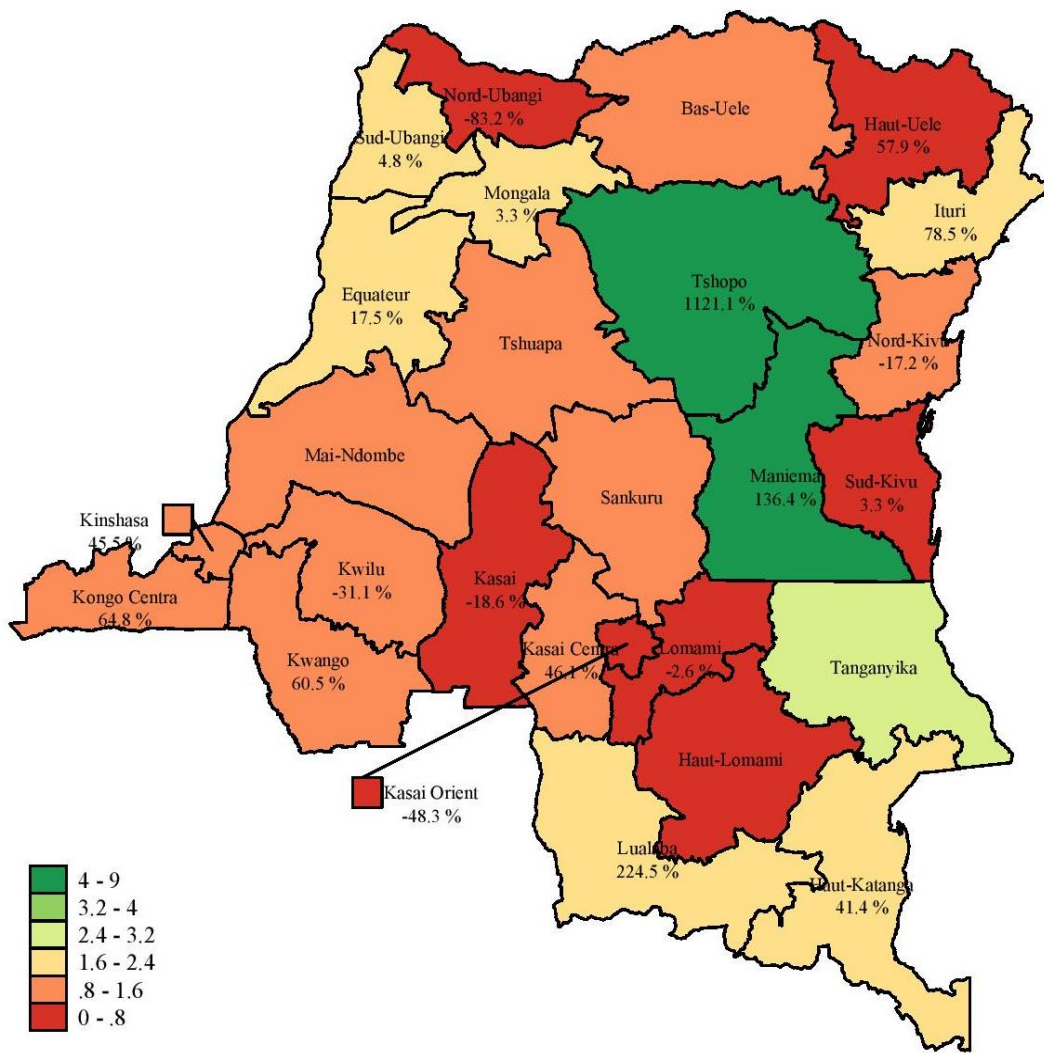 Nord-Ubangi
-83.2 %
Bas-Uele
Haut-Uele
57.9 %
Sud-Ubangi
4.8 %
Mongala
3.3 %
Ituri
78.5 %
Tshopo
1121.1 %
Equateur
17.5 %
Tshuapa
Nord-Kivu
-17.2 %
Mai-Ndombe
Sankuru
Maniema
136.4 %
Sud-Kivu
3.3 %
Kinshasa
45.5 %
Kwilu
-31.1 %
Kasai
-18.6 %
Kongo Centra
64.8 %
Kwango
60.5 %
Kasai Centra
46.1 %
Lomami
-2.6 %
Tanganyika
Haut-Lomami
Kasai Orient
-48.3 %
Lualaba
224.5 %
Haut-Katanga
41.4 %
4 - 9
3.2 - 4
2.4 - 3.2
1.6 - 2.4
.8 - 1.6
0 - .8